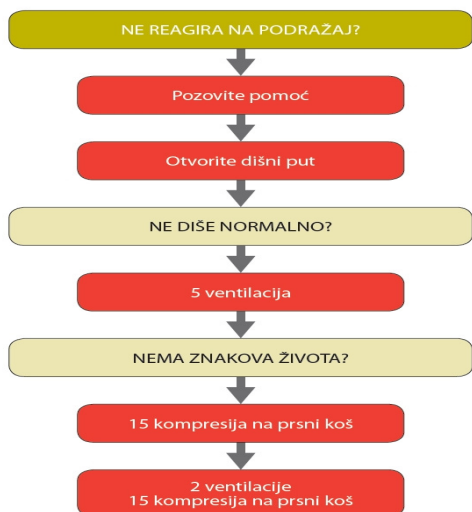 NE REAGIRA NA PODRAŽAJ?
Pozovite pomoć
Otvorite dišni put
NE DIŠE NORMALNO?
5 ventilacija
NEMA ZNAKOVA ŽIVOTA?
15 kompresija na prsni koš
2 ventilacije
15 kompresija na prsni koš